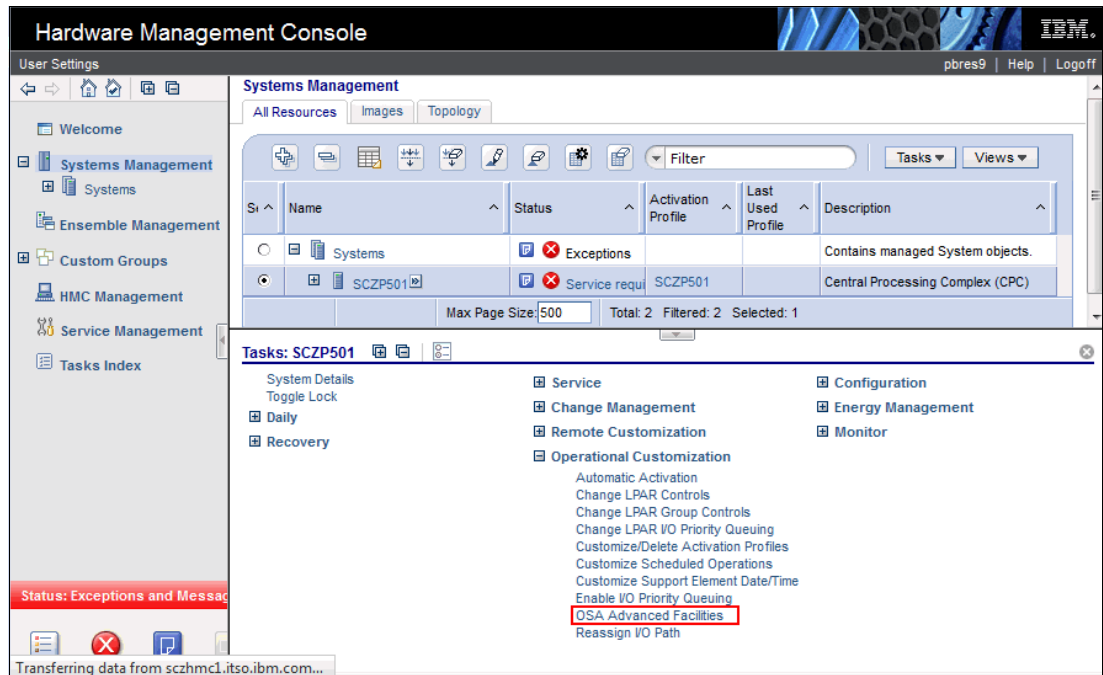 Hardware Management Console
IBM.
User Settings
pbres9 | Help | Logoff
Welcome
Systems Management
Systems
Ensemble Management
Custom Groups
HMC Management
Service Management
Tasks Index
Status: Exceptions and Messag
Transferring data from sczhmc1.itso.ibm.com...
Systems Management
All Resources Images Topology
Filter
Tasks Views
Name Status Activation Profile Last Used Profile Description
Systems Exceptions Contains managed System objects.
SCZP501 Service requi SCZP501 Central Processing Complex (CPC)
Max Page Size: 500 Total: 2 Filtered: 2 Selected: 1
Tasks: SCZP501
System Details
Toggle Lock
Daily
Recovery
Service
Change Management
Remote Customization
Operational Customization
Automatic Activation
Change LPAR Controls
Change LPAR Group Controls
Change LPAR I/O Priority Queuing
Customize/Delete Activation Profiles
Customize Scheduled Operations
Customize Support Element Date/Time
Enable I/O Priority Queuing
OSA Advanced Facilities
Reassign I/O Path
Configuration
Energy Management
Monitor